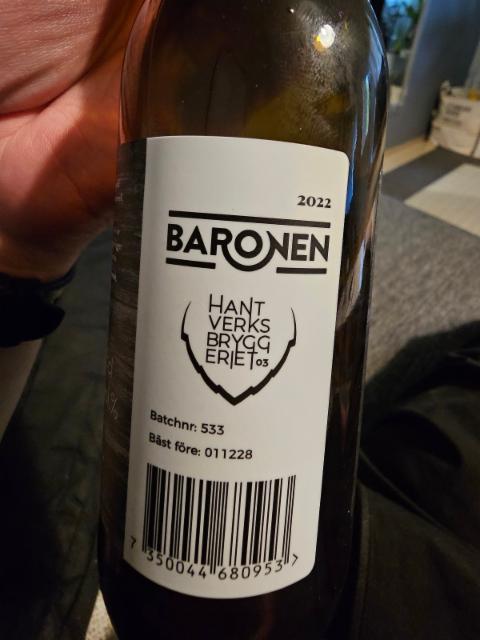 2022
BARONEN
HANT
VERKS
BRYGG
ERIET03
Batchnr: 533
Bäst före: 011228
7 350044 680953 >